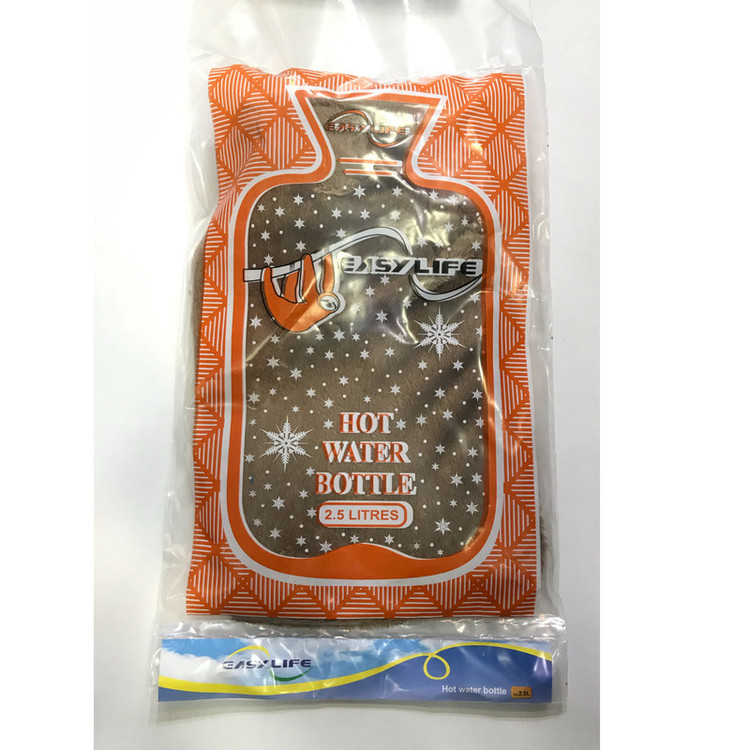 EASYLIFE
EASYLIFE
HOT
WATER
BOTTLE
2.5 LITRES
EASYLIFE
Hot water bottle